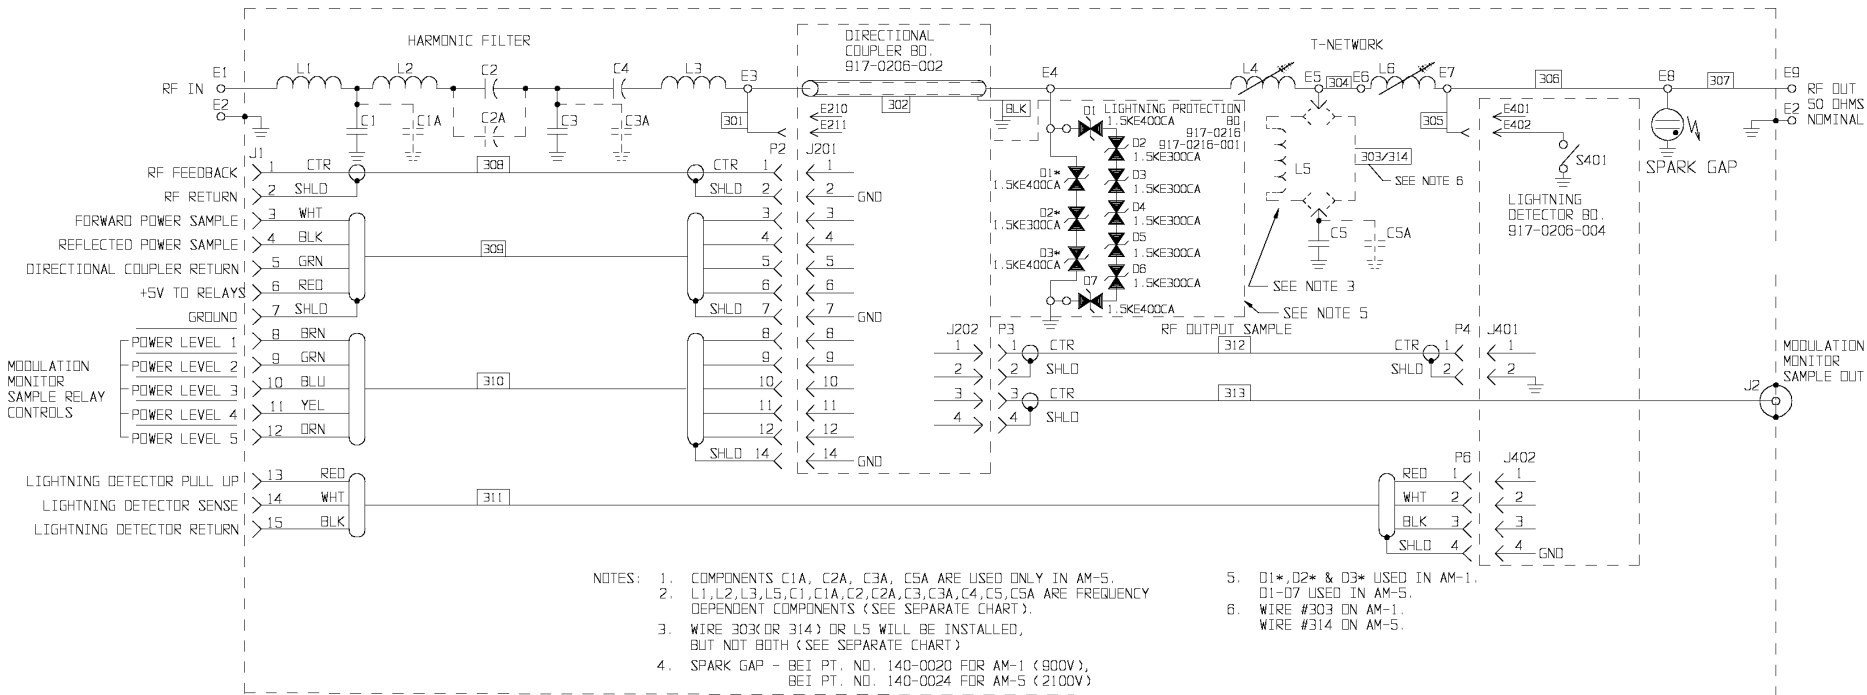 HARMONIC FILTER
DIRECTIONAL
COUPLER BD.
917-0206-002
T-NETWORK
RF IN
E1
E2
L1
L2
C2
C4
L3
E3
E4
L4
E5
304
E6
L6
E7
306
E8
307
E9
RF OUT
50 OHMS
E2
NOMINAL
C1
C1A
C2A
C3
C3A
301
302
E210
E211
BLK
LIGHTNING PROTECTION
BD
917-0216
917-0216-001
D1
1.5KE400CA
D2
1.5KE300CA
D3
1.5KE300CA
D4
1.5KE300CA
D5
1.5KE300CA
D6
1.5KE300CA
D7
1.5KE400CA
D1*
1.5KE400CA
D2*
1.5KE300CA
D3*
1.5KE400CA
L5
303/314
SEE NOTE 6
C5
C5A
SEE NOTE 3
SEE NOTE 5
305
E401
E402
S401
LIGHTNING
DETECTOR BD.
917-0206-004
SPARK GAP
J1
P2
J201
RF FEEDBACK 1 CTR 308 CTR 1 1
RF RETURN 2 SHLD SHLD 2 2 GND
FORWARD POWER SAMPLE 3 WHT 3 3
REFLECTED POWER SAMPLE 4 BLK 309 4 4
DIRECTIONAL COUPLER RETURN 5 GRN 5 5
+5V TO RELAYS 6 RED 6 6
GROUND 7 SHLD SHLD 7 7 GND
POWER LEVEL 1 8 BRN 8 8
POWER LEVEL 2 9 GRN 9 9
POWER LEVEL 3 10 BLU 310 10 10
POWER LEVEL 4 11 YEL 11 11
POWER LEVEL 5 12 ORN 12 12
SHLD 14 14 GND
MODULATION
MONITOR
SAMPLE RELAY
CONTROLS
LIGHTNING DETECTOR PULL UP 13 RED
LIGHTNING DETECTOR SENSE 14 WHT 311
LIGHTNING DETECTOR RETURN 15 BLK
J202 P3 RF OUTPUT SAMPLE P4 J401
1 1 CTR 312 CTR 1 1
2 2 SHLD SHLD 2 2
3 3 CTR 313 J2
4 4 SHLD
MODULATION
MONITOR
SAMPLE OUT
P6 J402
RED 1 1
WHT 2 2
BLK 3 3
SHLD 4 4 GND
NOTES: 1. COMPONENTS C1A, C2A, C3A, C5A ARE USED ONLY IN AM-5.
2. L1,L2,L3,L5,C1,C1A,C2,C2A,C3,C3A,C4,C5,C5A ARE FREQUENCY
DEPENDENT COMPONENTS (SEE SEPARATE CHART).
3. WIRE 303(OR 314) OR L5 WILL BE INSTALLED,
BUT NOT BOTH (SEE SEPARATE CHART)
4. SPARK GAP - BEI PT. NO. 140-0020 FOR AM-1 (900V),
BEI PT. NO. 140-0024 FOR AM-5 (2100V)
5. D1*,D2* & D3* USED IN AM-1.
D1-D7 USED IN AM-5.
6. WIRE #303 ON AM-1.
WIRE #314 ON AM-5.